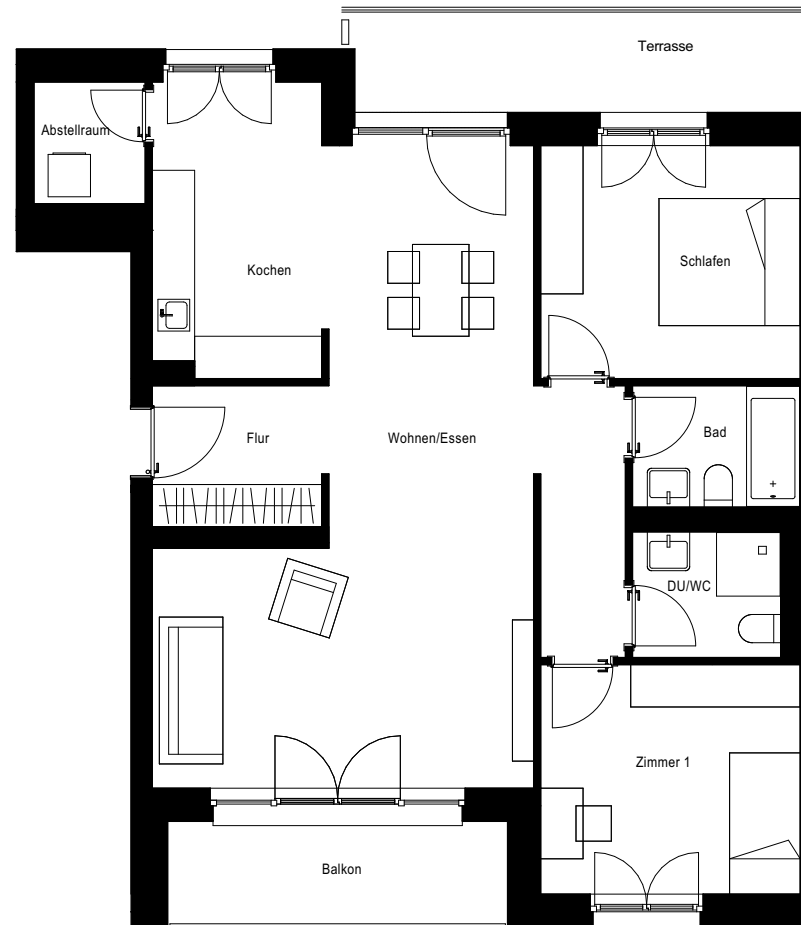 Terrasse
Abstellraum
Kochen
Schlafen
Flur
Wohnen/Essen
Bad
DU/WC
Zimmer 1
Balkon